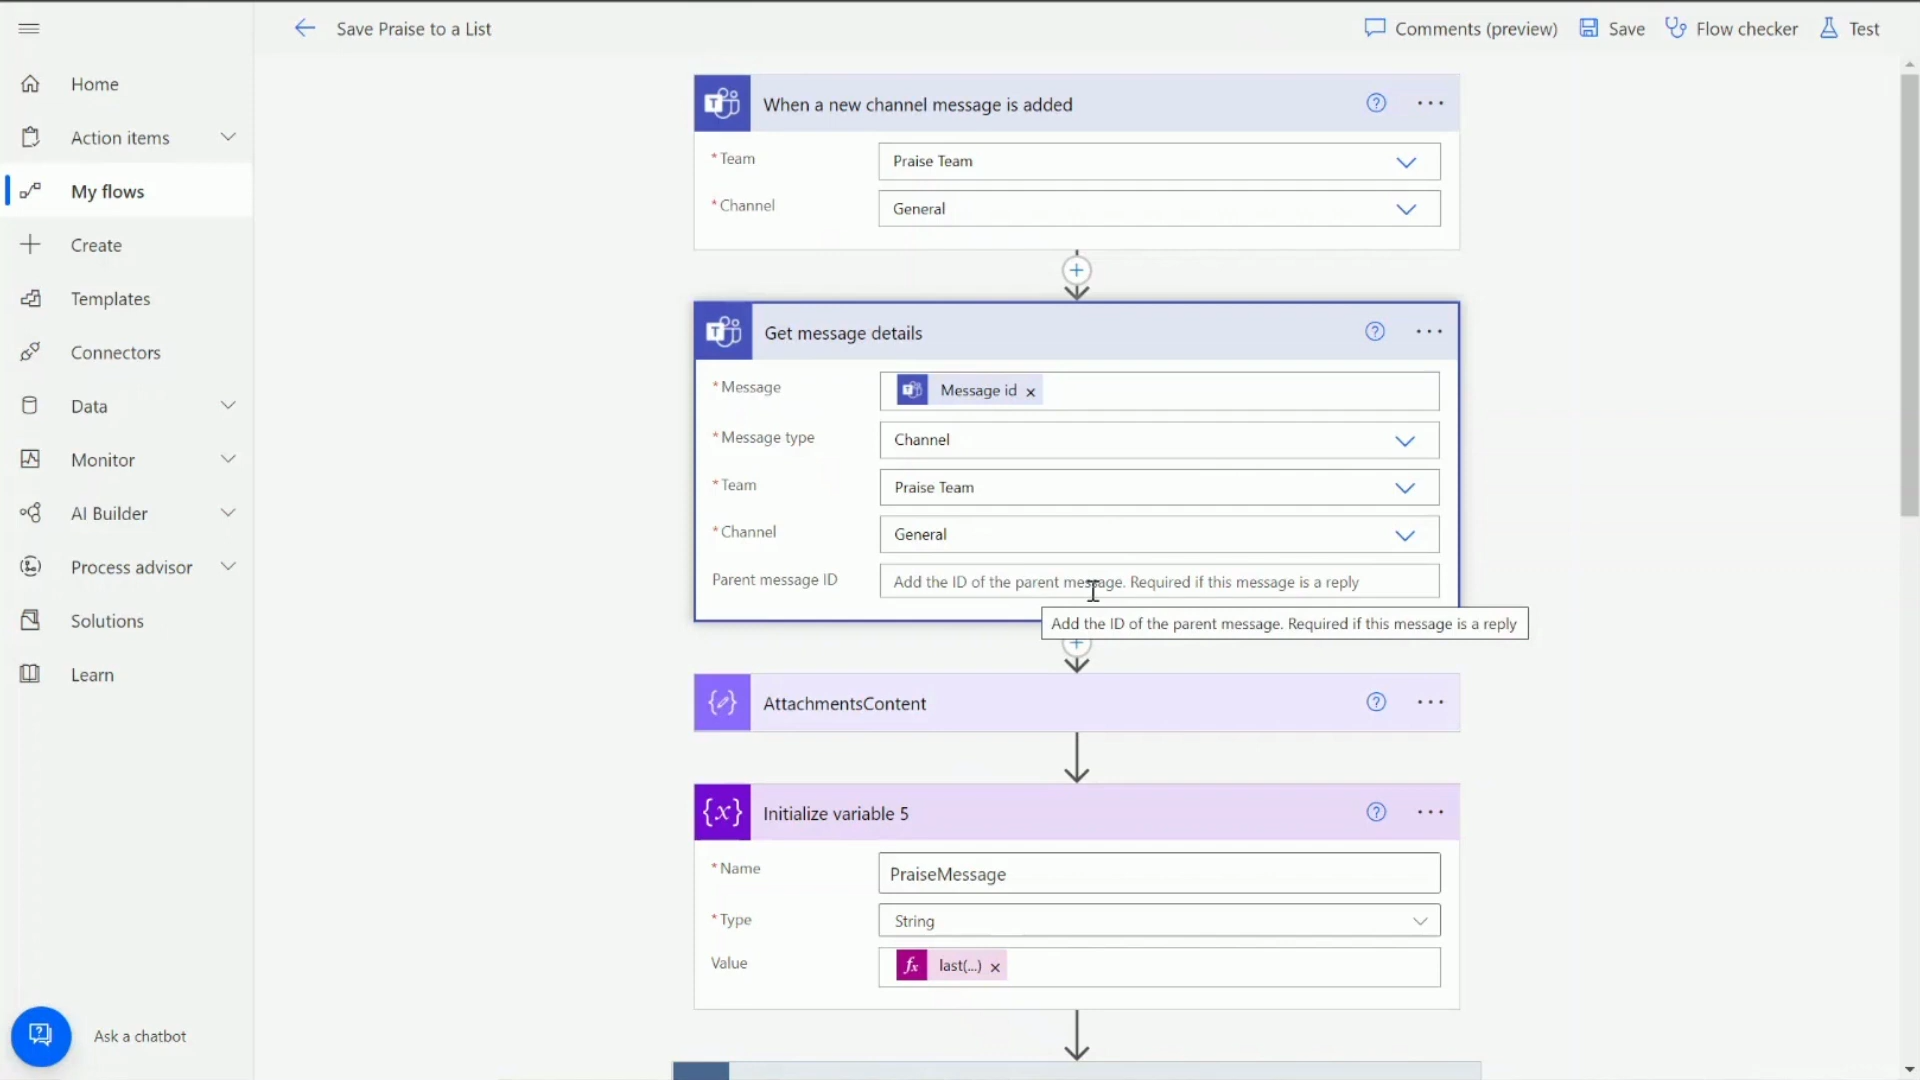 Save Praise to a List
Comments (preview)
Save
Flow checker
Test
Home
Action items
My flows
Create
Templates
Connectors
Data
Monitor
AI Builder
Process advisor
Solutions
Learn
Ask a chatbot
When a new channel message is added
* Team
Praise Team
* Channel
General
Get message details
* Message
Message id ×
* Message type
Channel
* Team
Praise Team
* Channel
General
Parent message ID
Add the ID of the parent message. Required if this message is a reply
Add the ID of the parent message. Required if this message is a reply
AttachmentsContent
{x} Initialize variable 5
* Name
PraiseMessage
* Type
String
Value
fx last(...) ×